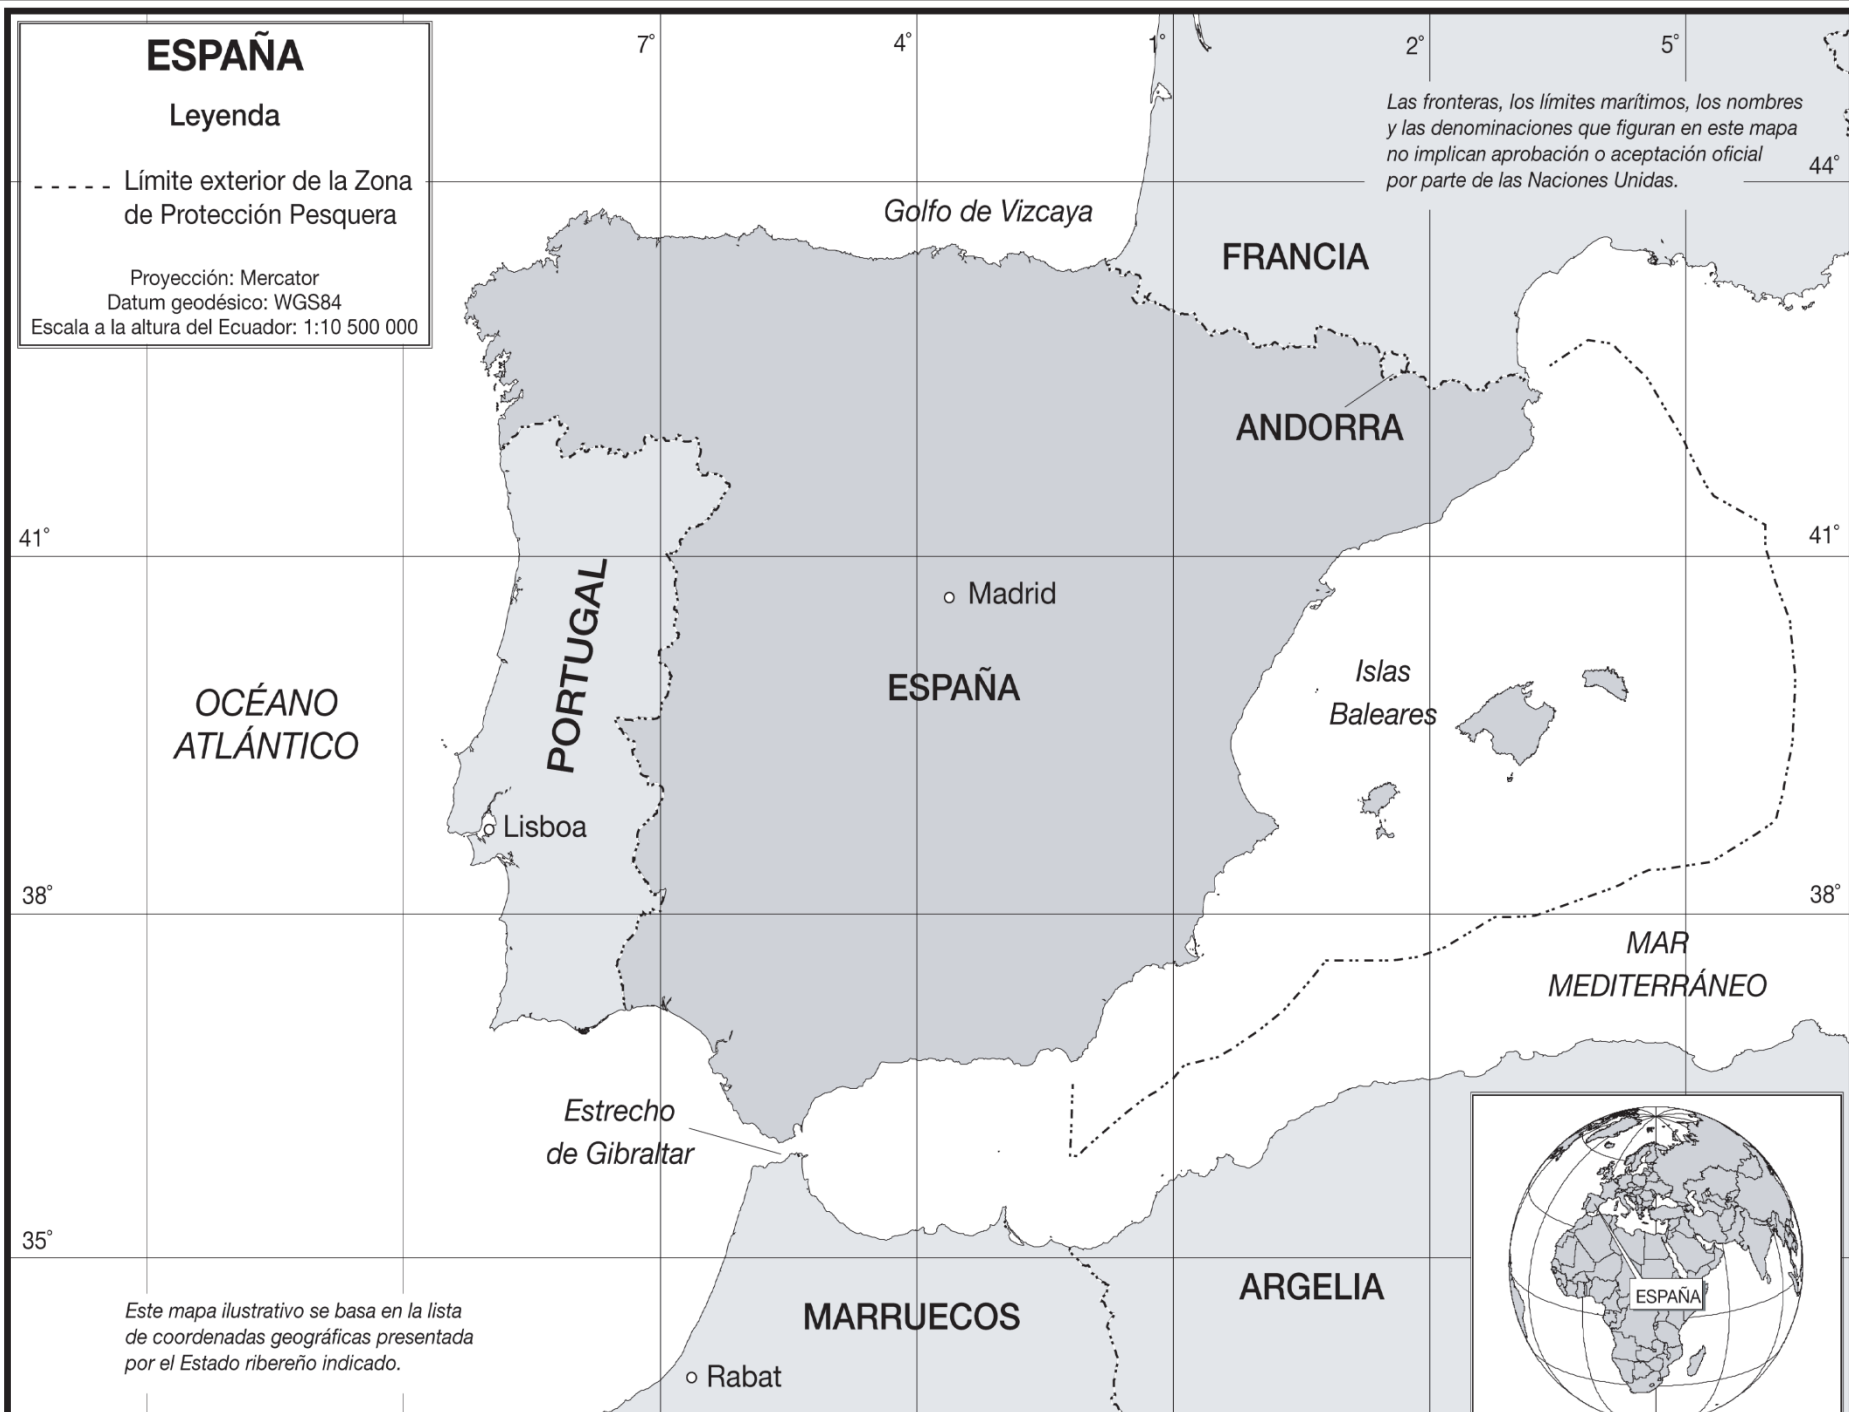 ESPAÑA
Leyenda
Límite exterior de la Zona
de Protección Pesquera
Proyección: Mercator
Datum geodésico: WGS84
Escala a la altura del Ecuador: 1:10 500 000
7°
4°
1°
2°
5°
Las fronteras, los límites marítimos, los nombres
y las denominaciones que figuran en este mapa
no implican aprobación o aceptación oficial
por parte de las Naciones Unidas.
44°
Golfo de Vizcaya
FRANCIA
ANDORRA
41°
41°
Madrid
PORTUGAL
ESPAÑA
Islas
Baleares
OCÉANO
ATLÁNTICO
Lisboa
38°
38°
MAR
MEDITERRÁNEO
Estrecho
de Gibraltar
35°
ARGELIA
ESPAÑA
MARRUECOS
Este mapa ilustrativo se basa en la lista
de coordenadas geográficas presentada
por el Estado ribereño indicado.
Rabat